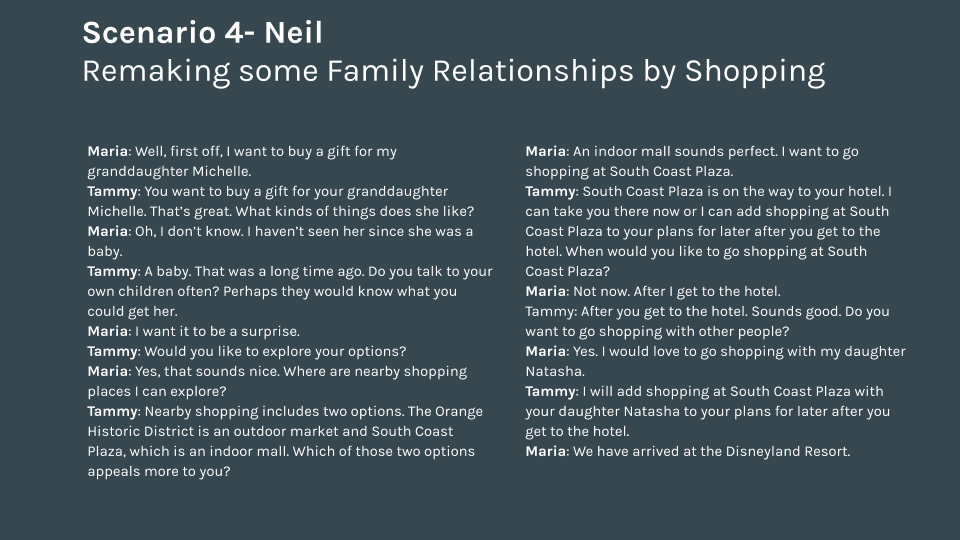 Scenario 4- Neil
Remaking some Family Relationships by Shopping
Maria: Well, first off, I want to buy a gift for my
granddaughter Michelle.
Tammy: You want to buy a gift for your granddaughter
Michelle. That’s great. What kinds of things does she like?
Maria: Oh, I don’t know. I haven’t seen her since she was a
baby.
Tammy: A baby. That was a long time ago. Do you talk to your
own children often? Perhaps they would know what you
could get her.
Maria: I want it to be a surprise.
Tammy: Would you like to explore your options?
Maria: Yes, that sounds nice. Where are nearby shopping
places I can explore?
Tammy: Nearby shopping includes two options. The Orange
Historic District is an outdoor market and South Coast
Plaza, which is an indoor mall. Which of those two options
appeals more to you?
Maria: An indoor mall sounds perfect. I want to go
shopping at South Coast Plaza.
Tammy: South Coast Plaza is on the way to your hotel. I
can take you there now or I can add shopping at South
Coast Plaza to your plans for later after you get to the
hotel. When would you like to go shopping at South
Coast Plaza?
Maria: Not now. After I get to the hotel.
Tammy: After you get to the hotel. Sounds good. Do you
want to go shopping with other people?
Maria: Yes. I would love to go shopping with my daughter
Natasha.
Tammy: I will add shopping at South Coast Plaza with
your daughter Natasha to your plans for later after you
get to the hotel.
Maria: We have arrived at the Disneyland Resort.